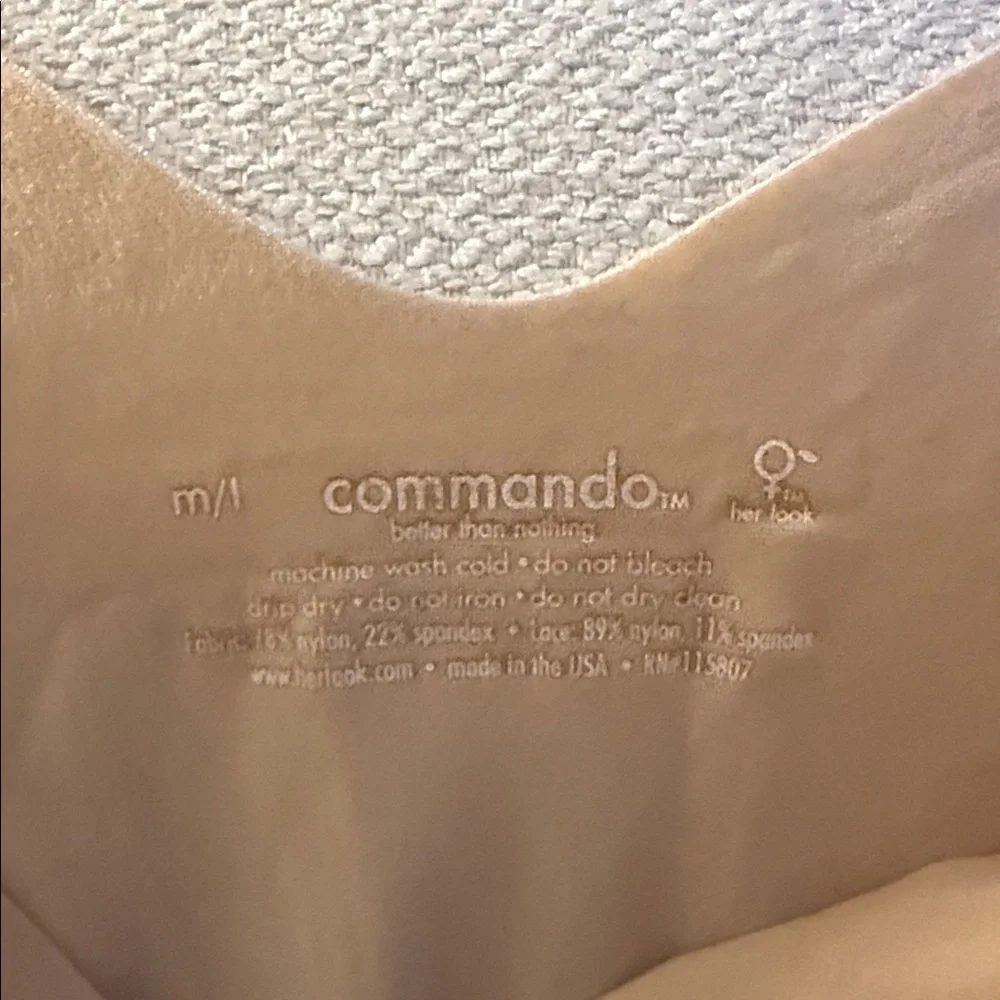 m/l commando™ her look™
better than nothing
machine wash cold • do not bleach
drip dry • do not iron • do not dry clean
nylon, 22% spandex • Lace: 89% nylon, 11% spandex
www.herlook.com • made in the USA • RN#115807